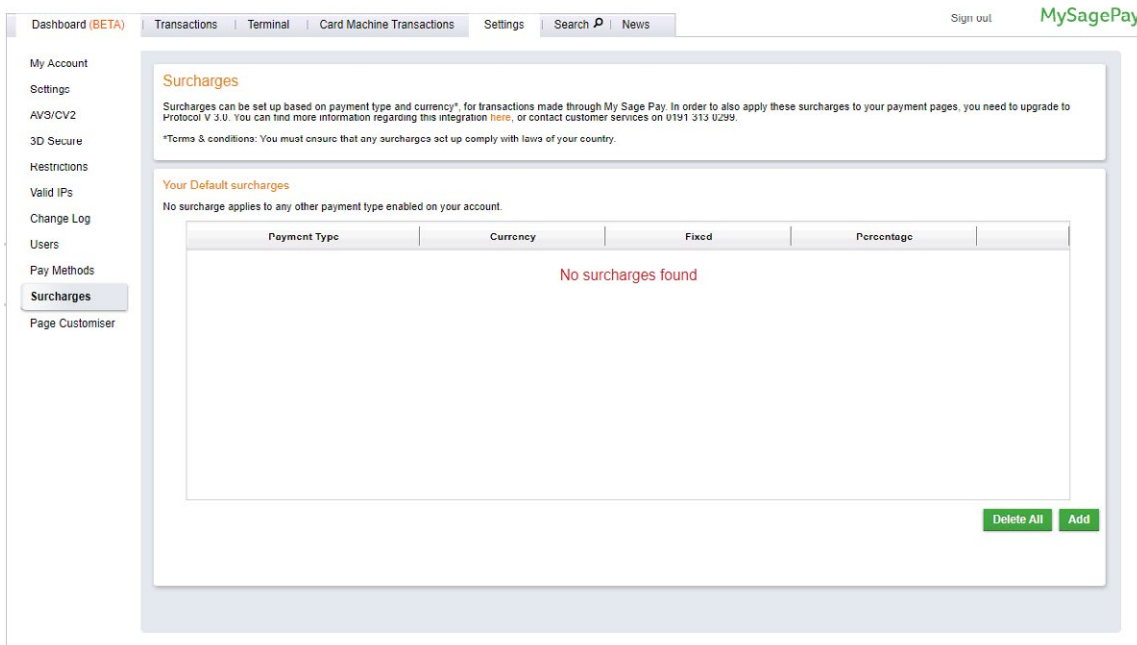 Dashboard (BETA) | Transactions | Terminal | Card Machine Transactions Settings | Search | News
Sign out
MySagePay
My Account
Settings
AVS/CV2
3D Secure
Restrictions
Valid IPs
Change Log
Users
Pay Methods
Surcharges
Page Customiser
Surcharges
Surcharges can be set up based on payment type and currency*, for transactions made through My Sage Pay. In order to also apply these surcharges to your payment pages, you need to upgrade to
Protocol V 3.0. You can find more information regarding this integration here, or contact customer services on 0191 313 0299.
*Terms & conditions: You must ensure that any surcharges set up comply with laws of your country.
Your Default surcharges
No surcharge applies to any other payment type enabled on your account.
Payment Type Currency Fixed Percentage
No surcharges found
Delete All Add